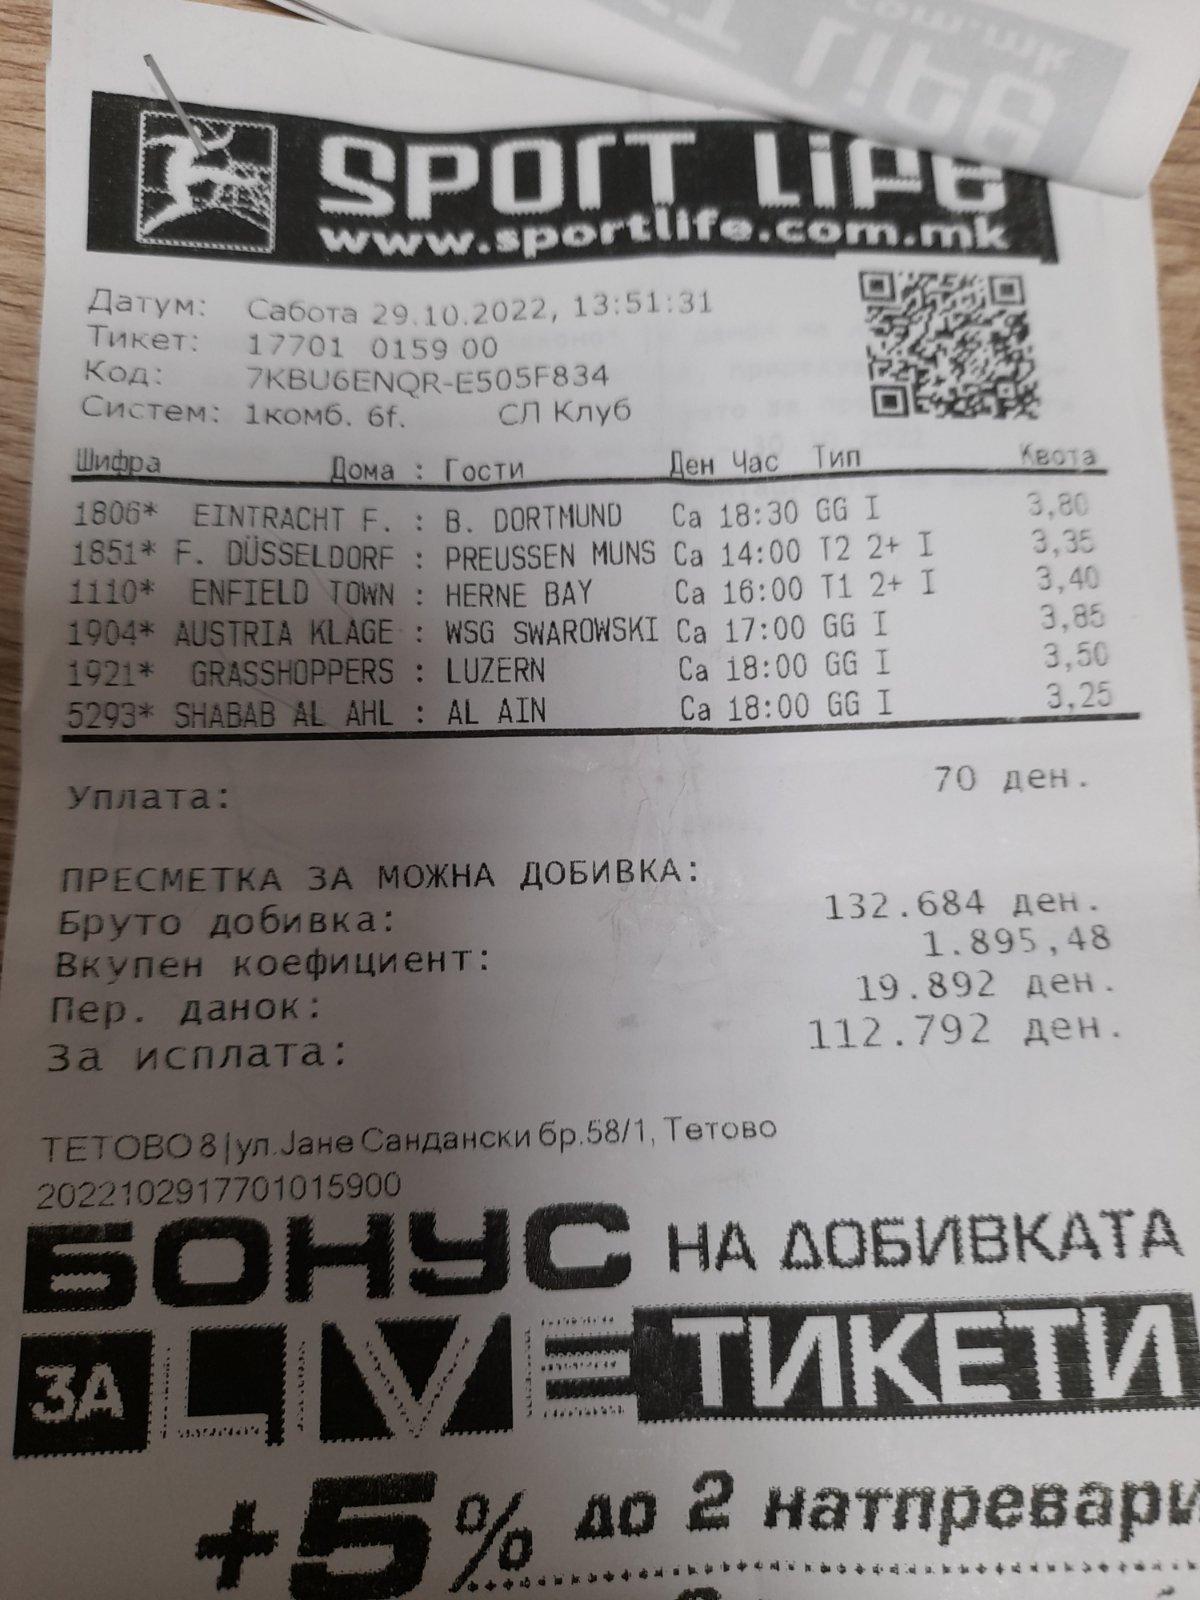 SPORT LIFE
www.sportlife.com.mk
Датум: Сабота 29.10.2022, 13:51:31
Тикет: 17701 0159 00
Код: 7KBU6ENQR-E505F834
Систем: 1комб. 6f. СЛ Клуб
Шифра Дома : Гости Ден Час Тип Квота
1806* EINTRACHT F. : B. DORTMUND Са 18:30 GG I 3,80
1851* F. DÜSSELDORF : PREUSSEN MUNS Са 14:00 T2 2+ I 3,35
1110* ENFIELD TOWN : HERNE BAY Са 16:00 T1 2+ I 3,40
1904* AUSTRIA KLAGE : WSG SWAROWSKI Са 17:00 GG I 3,85
1921* GRASSHOPPERS : LUZERN Са 18:00 GG I 3,50
5293* SHABAB AL AHL : AL AIN Са 18:00 GG I 3,25
Уплата: 70 ден.
ПРЕСМЕТКА ЗА МОЖНА ДОБИВКА:
Бруто добивка: 132.684 ден.
Вкупен коефициент: 1.895,48
Пер. данок: 19.892 ден.
За исплата: 112.792 ден.
ТЕТОВО 8|ул.Јане Сандански бр.58/1, Тетово
2022102917701015900
БОНУС НА ДОБИВКАТА
ЗА LIVE ТИКЕТИ
+5% до 2 натпревари